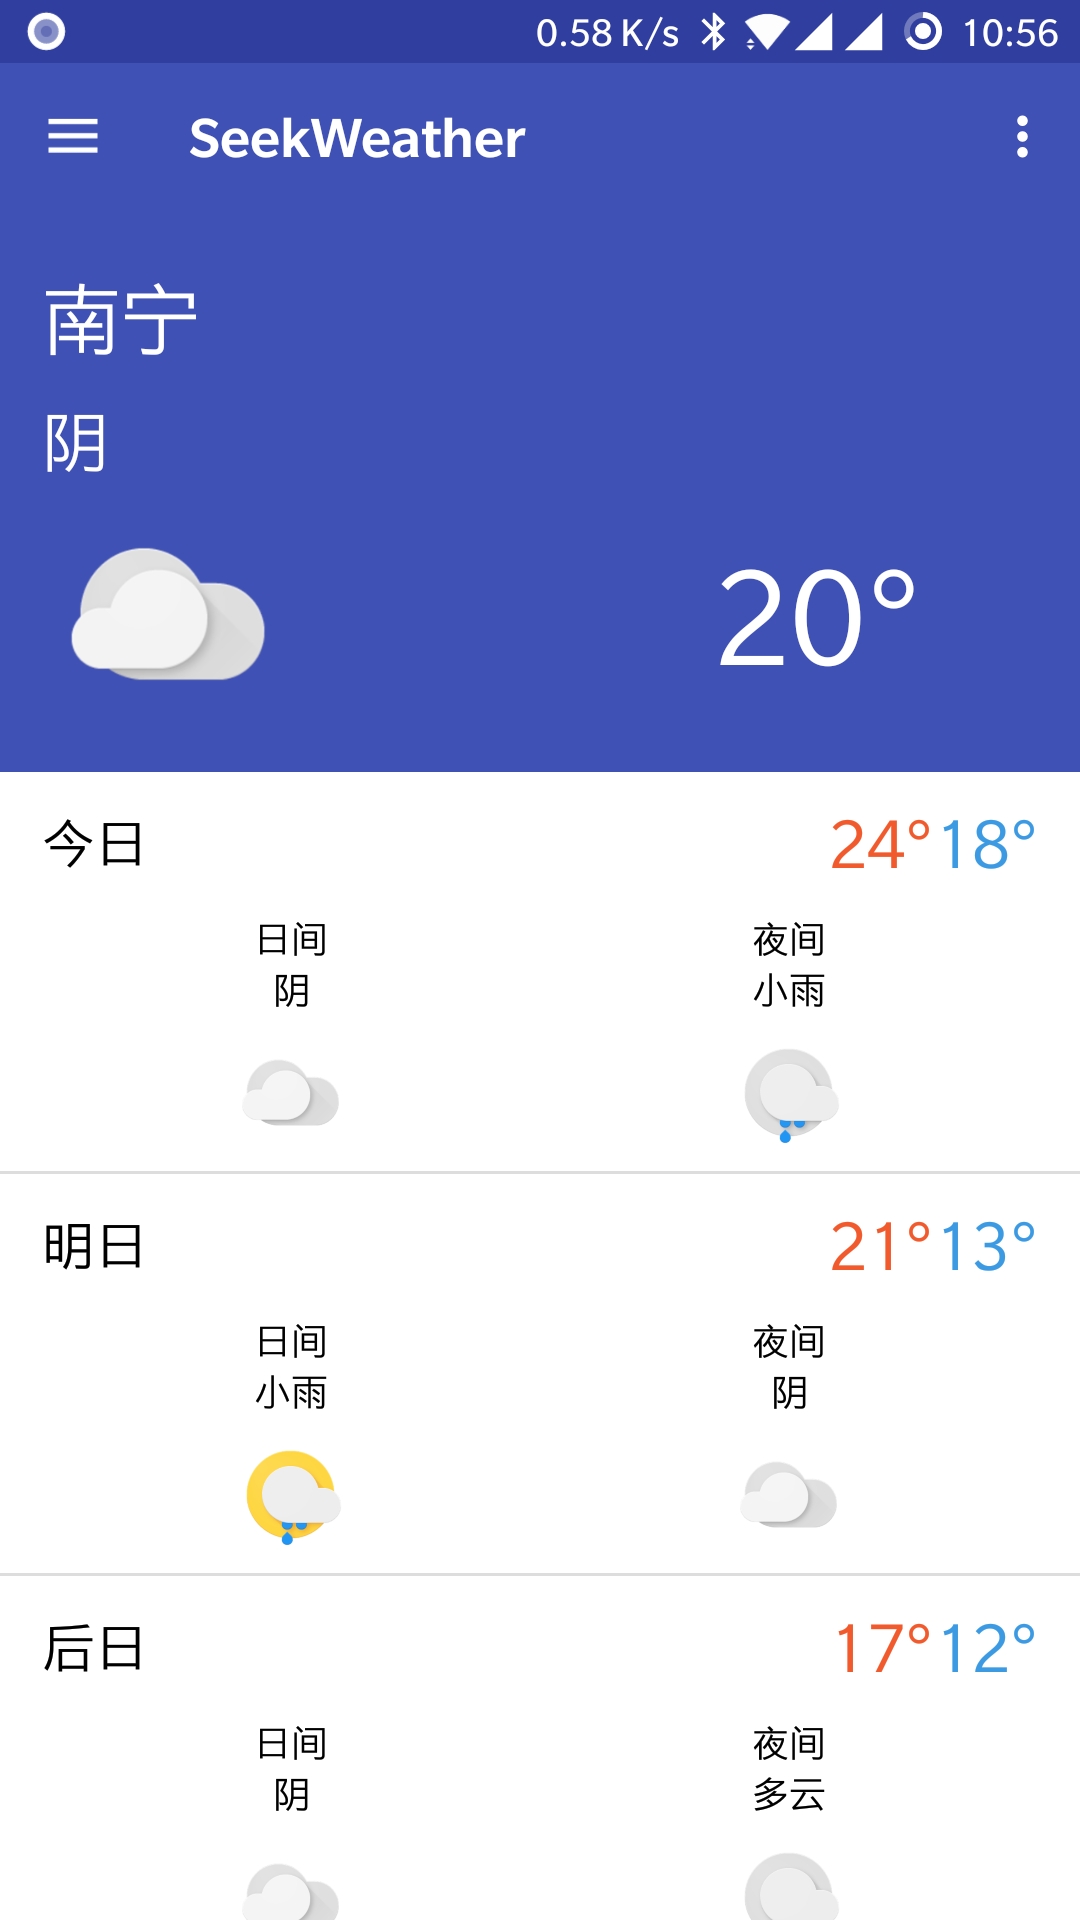 0.58 K/s 10:56
SeekWeather
南宁
阴
20°
今日 24° 18°
日间 夜间
阴 小雨
明日 21° 13°
日间 夜间
小雨 阴
后日 17° 12°
日间 夜间
阴 多云